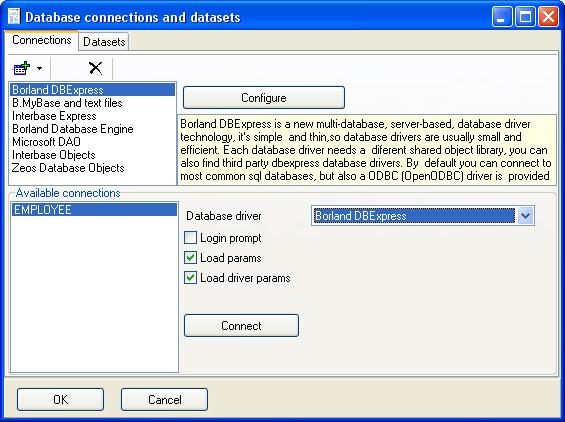 Database connections and datasets
Connections
Datasets
Borland DBExpress
B.MyBase and text files
Interbase Express
Borland Database Engine
Microsoft DAO
Interbase Objects
Zeos Database Objects
Configure
Borland DBExpress is a new multi-database, server-based, database driver
technology, it's simple  and thin,so database drivers are usually small and
efficient. Each database driver needs a  diferent shared object library, you can
also find third party dbexpress database drivers. By  default you can connect to
most common sql databases, but also a ODBC (OpenODBC) driver is  provided
Available connections
EMPLOYEE
Database driver
Borland DBExpress
Login prompt
Load params
Load driver params
Connect
OK
Cancel